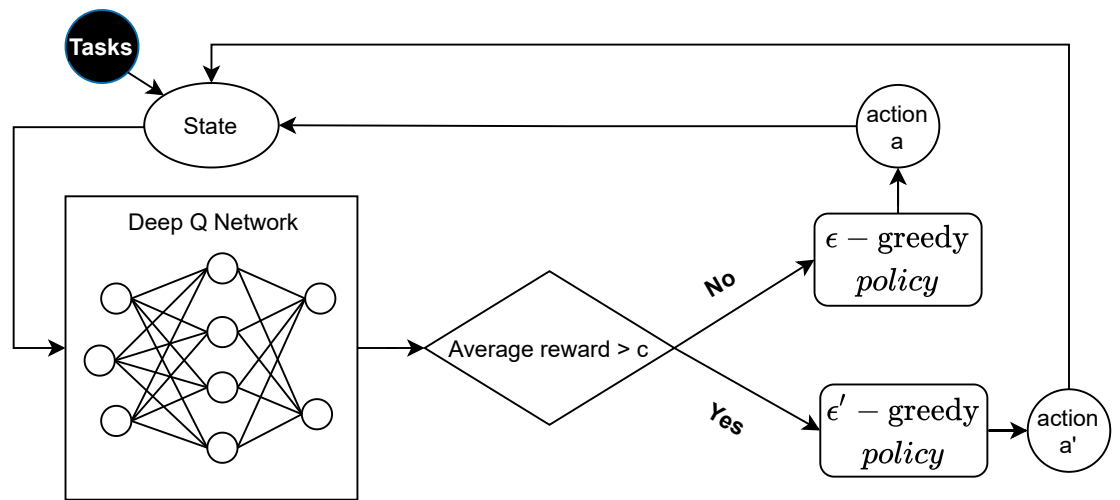 Tasks
State
action
a
Deep Q Network
ϵ − greedy
policy
No
Average reward > c
Yes
ϵ′ − greedy
policy
action
a'